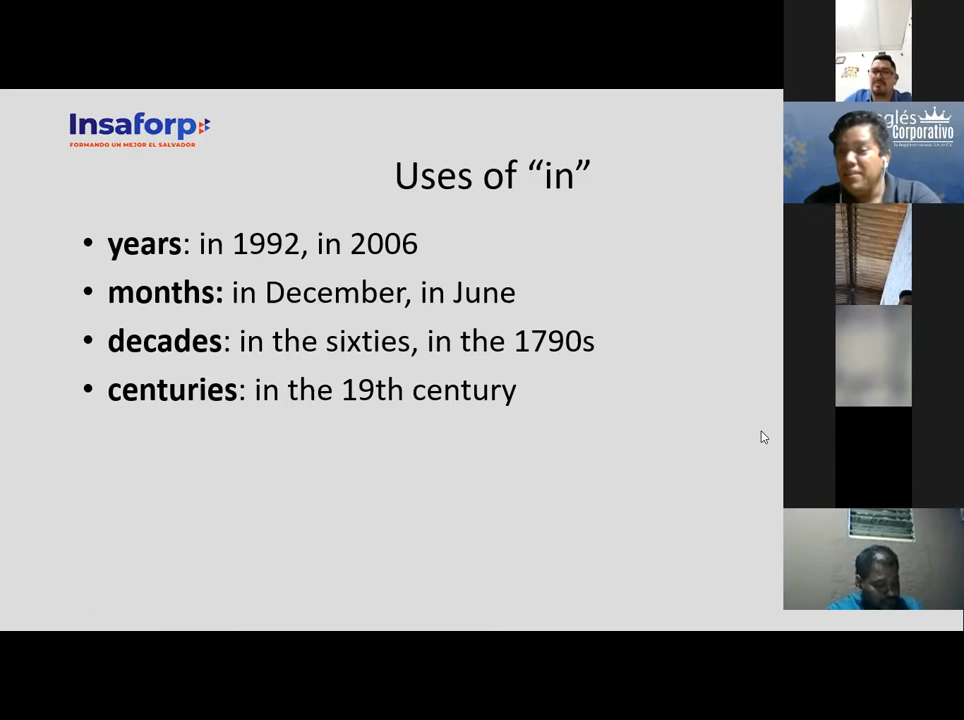 Insaforp
FORMANDO UN MEJOR EL SALVADOR
Uses of “in”
• years: in 1992, in 2006
• months: in December, in June
• decades: in the sixties, in the 1790s
• centuries: in the 19th century
glés
Corporativo